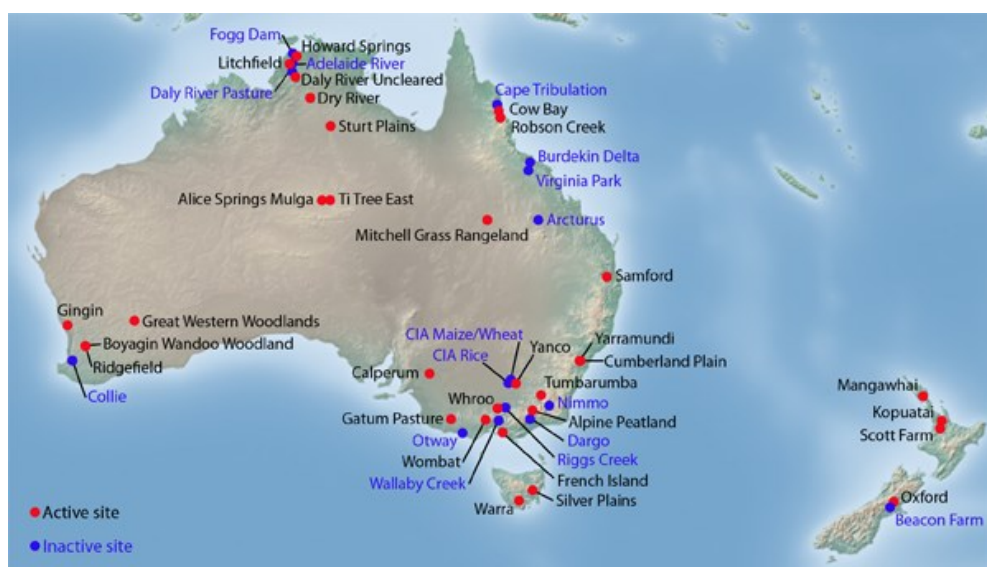 Fogg Dam
Howard Springs
Litchfield
Adelaide River
Daly River Uncleared
Daly River Pasture
Dry River
Cape Tribulation
Cow Bay
Robson Creek
Sturt Plains
Burdekin Delta
Virginia Park
Alice Springs Mulga
Ti Tree East
Arcturus
Mitchell Grass Rangeland
Samford
Gingin
Great Western Woodlands
CIA Maize/Wheat
Yarramundi
Boyagin Wandoo Woodland
CIA Rice
Yanco
Cumberland Plain
Ridgefield
Calperum
Tumbarumba
Mangawhai
Collie
Whroo
Nimmo
Gatum Pasture
Alpine Peatland
Kopuatai
Otway
Dargo
Scott Farm
Wombat
Riggs Creek
Wallaby Creek
French Island
Silver Plains
Oxford
Warra
Active site
Beacon Farm
Inactive site